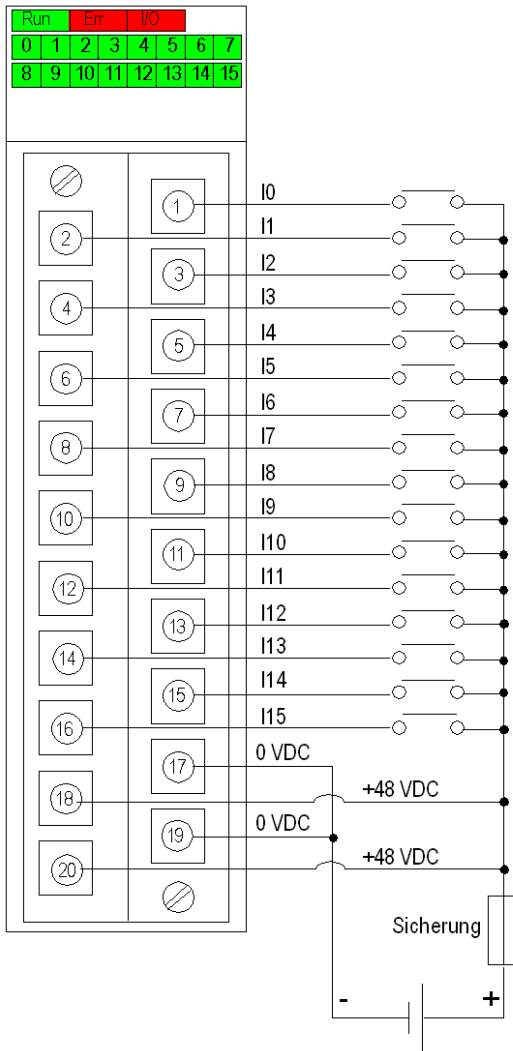 Run Err I/O
0 1 2 3 4 5 6 7
8 9 10 11 12 13 14 15
1 I0
2 I1
3 I2
4 I3
5 I4
6 I5
7 I6
8 I7
9 I8
10 I9
11 I10
12 I11
13 I12
14 I13
15 I14
16 I15
17 0 VDC
18 +48 VDC
19 0 VDC
20 +48 VDC
Sicherung
- +